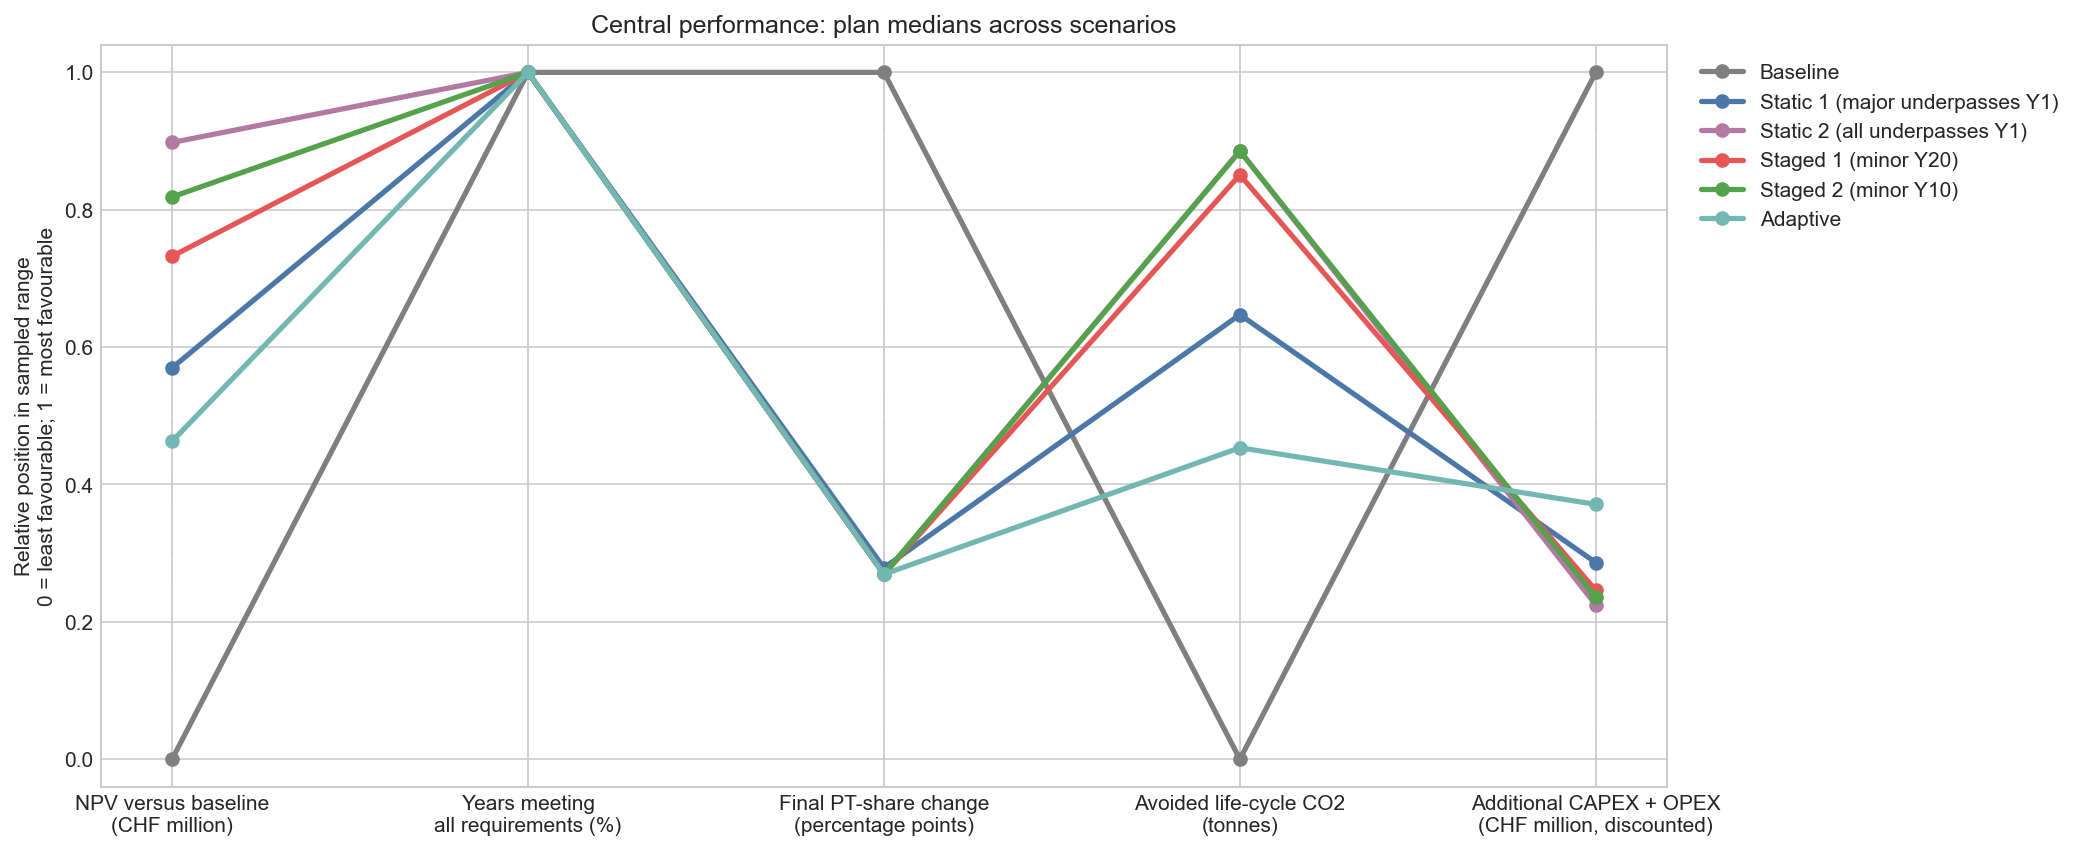 Central performance: plan medians across scenarios
Relative position in sampled range
0 = least favourable; 1 = most favourable
1.0
0.8
0.6
0.4
0.2
0.0
NPV versus baseline
(CHF million)
Years meeting
all requirements (%)
Final PT-share change
(percentage points)
Avoided life-cycle CO2
(tonnes)
Additional CAPEX + OPEX
(CHF million, discounted)
Baseline
Static 1 (major underpasses Y1)
Static 2 (all underpasses Y1)
Staged 1 (minor Y20)
Staged 2 (minor Y10)
Adaptive